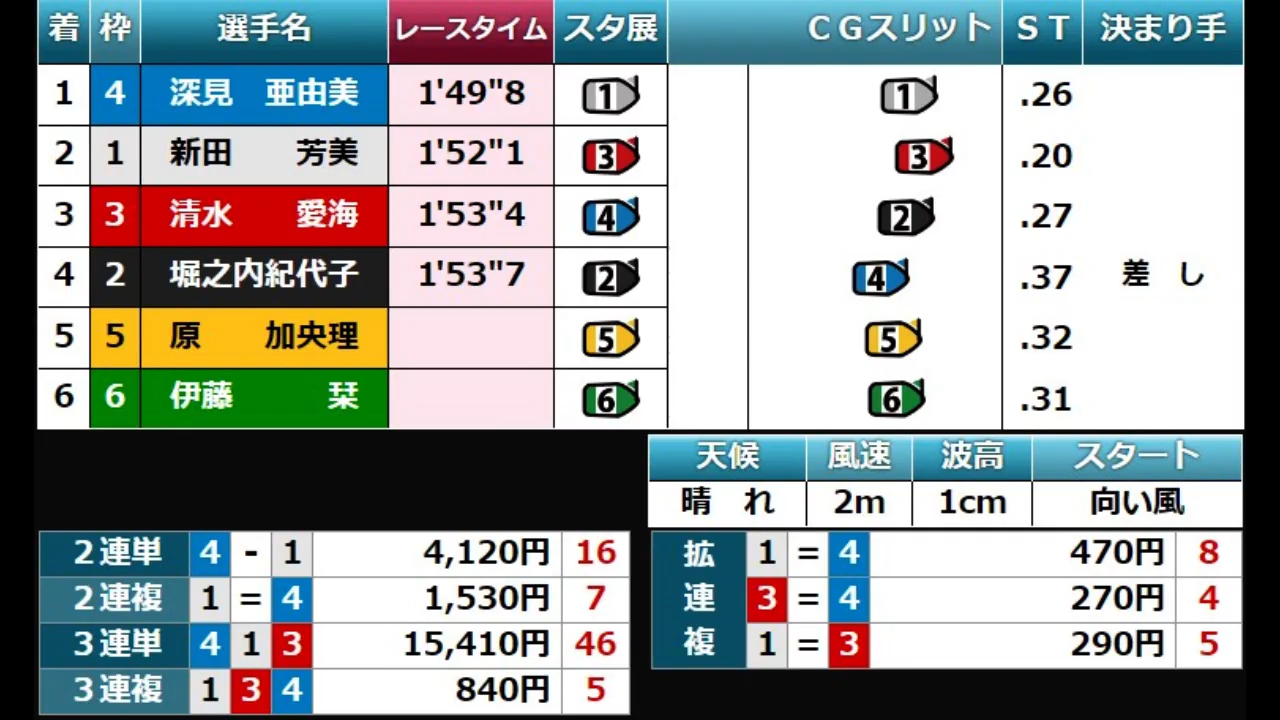 着 枠 選手名 レースタイム スタ展 CGスリット ST 決まり手
1 4 深見 亜由美 1'49"8 1 1 .26
2 1 新田 芳美 1'52"1 3 3 .20
3 3 清水 愛海 1'53"4 4 2 .27
4 2 堀之内紀代子 1'53"7 2 4 .37 差し
5 5 原 加央理 5 5 .32
6 6 伊藤 栞 6 6 .31
天候 風速 波高 スタート
晴れ 2m 1cm 向い風
2連単 4 - 1 4,120円 16
2連複 1 = 4 1,530円 7
3連単 4 1 3 15,410円 46
3連複 1 3 4 840円 5
拡 1 = 4 470円 8
連 3 = 4 270円 4
複 1 = 3 290円 5